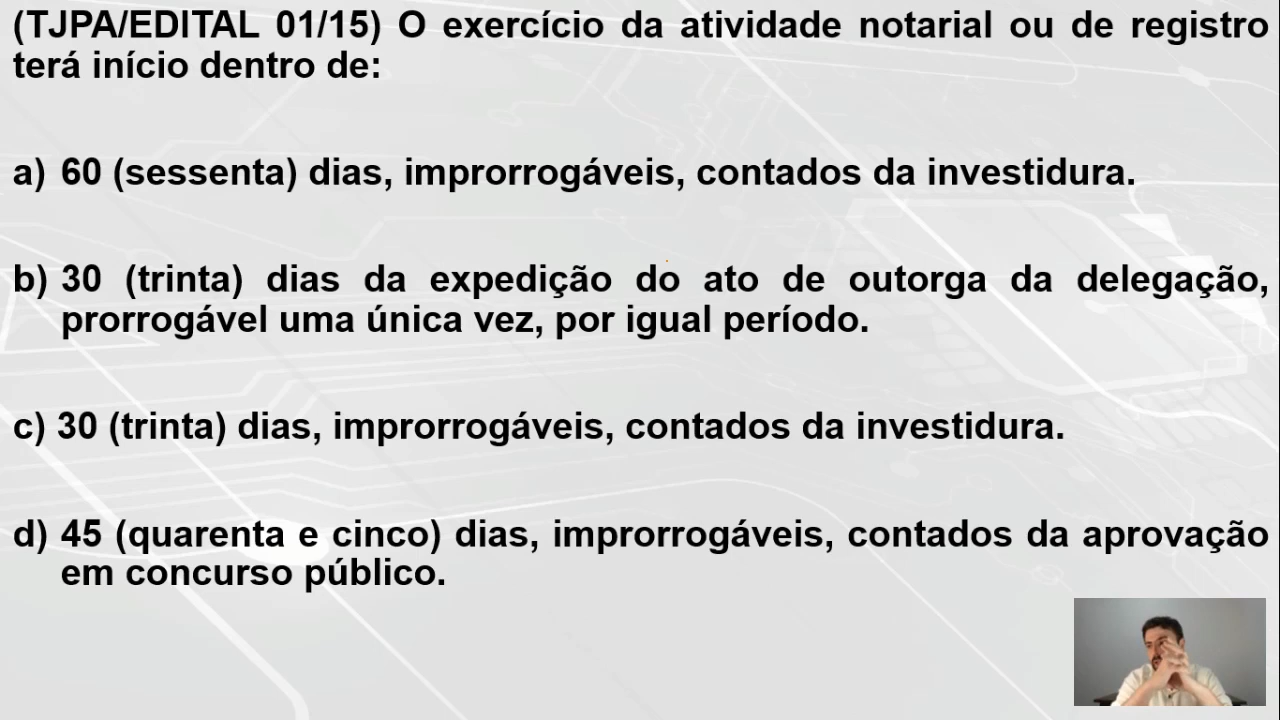 (TJPA/EDITAL 01/15) O exercício da atividade notarial ou de registro
terá início dentro de:
a) 60 (sessenta) dias, improrrogáveis, contados da investidura.
b) 30 (trinta) dias da expedição do ato de outorga da delegação,
prorrogável uma única vez, por igual período.
c) 30 (trinta) dias, improrrogáveis, contados da investidura.
d) 45 (quarenta e cinco) dias, improrrogáveis, contados da aprovação
em concurso público.